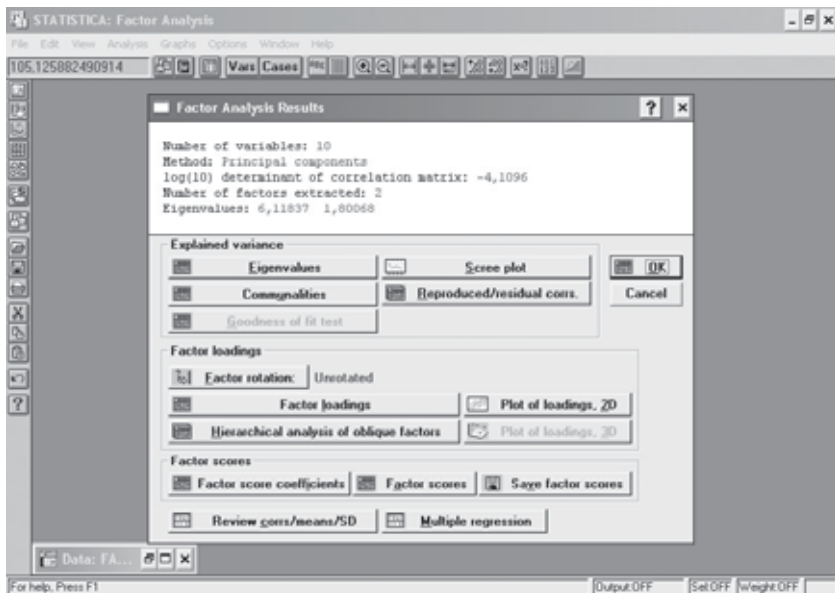 STATISTICA: Factor Analysis
File Edit View Analysis Graphs Options Window Help
105.125882490914 Vars Cases
Factor Analysis Results
Number of variables: 10
Method: Principal components
log(10) determinant of correlation matrix: -4,1096
Number of factors extracted: 2
Eigenvalues: 6,11837 1,80068
Explained variance
Eigenvalues Scree plot OK
Communalities Reproduced/residual corrs. Cancel
Goodness of fit test
Factor loadings
Factor rotation: Unrotated
Factor loadings Plot of loadings, 2D
Hierarchical analysis of oblique factors Plot of loadings, 3D
Factor scores
Factor score coefficients Factor scores Save factor scores
Review corrs/means/SD Multiple regression
Data: FA...
For help, Press F1 Output:OFF Sel:OFF Weight:OFF